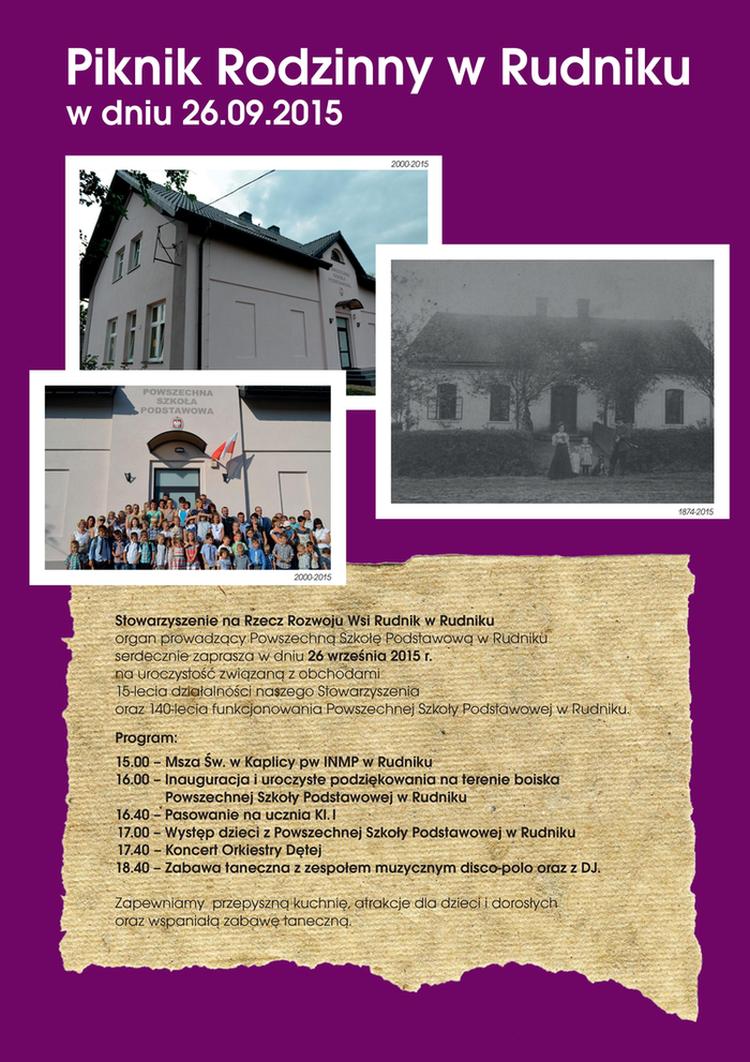 Piknik Rodzinny w Rudniku
w dniu 26.09.2015
2000-2015
POWSZECHNA
SZKOŁA
PODSTAWOWA
1874-2015
POWSZECHNA
SZKOŁA
PODSTAWOWA
2000-2015
Stowarzyszenie na Rzecz Rozwoju Wsi Rudnik w Rudniku
organ prowadzący Powszechną Szkołę Podstawową w Rudniku
serdecznie zaprasza w dniu 26 września 2015 r.
na uroczystość związaną z obchodami
15-lecia działalności naszego Stowarzyszenia
oraz 140-lecia funkcjonowania Powszechnej Szkoły Podstawowej w Rudniku.
Program:
15.00 – Msza Św. w Kaplicy pw INMP w Rudniku
16.00 – Inauguracja i uroczyste podziękowania na terenie boiska
Powszechnej Szkoły Podstawowej w Rudniku
16.40 – Pasowanie na ucznia Kl. I
17.00 – Występ dzieci z Powszechnej Szkoły Podstawowej w Rudniku
17.40 – Koncert Orkiestry Dętej
18.40 – Zabawa taneczna z zespołem muzycznym disco-polo oraz z DJ.
Zapewniamy przepyszną kuchnię, atrakcje dla dzieci i dorosłych
oraz wspaniałą zabawę taneczną.